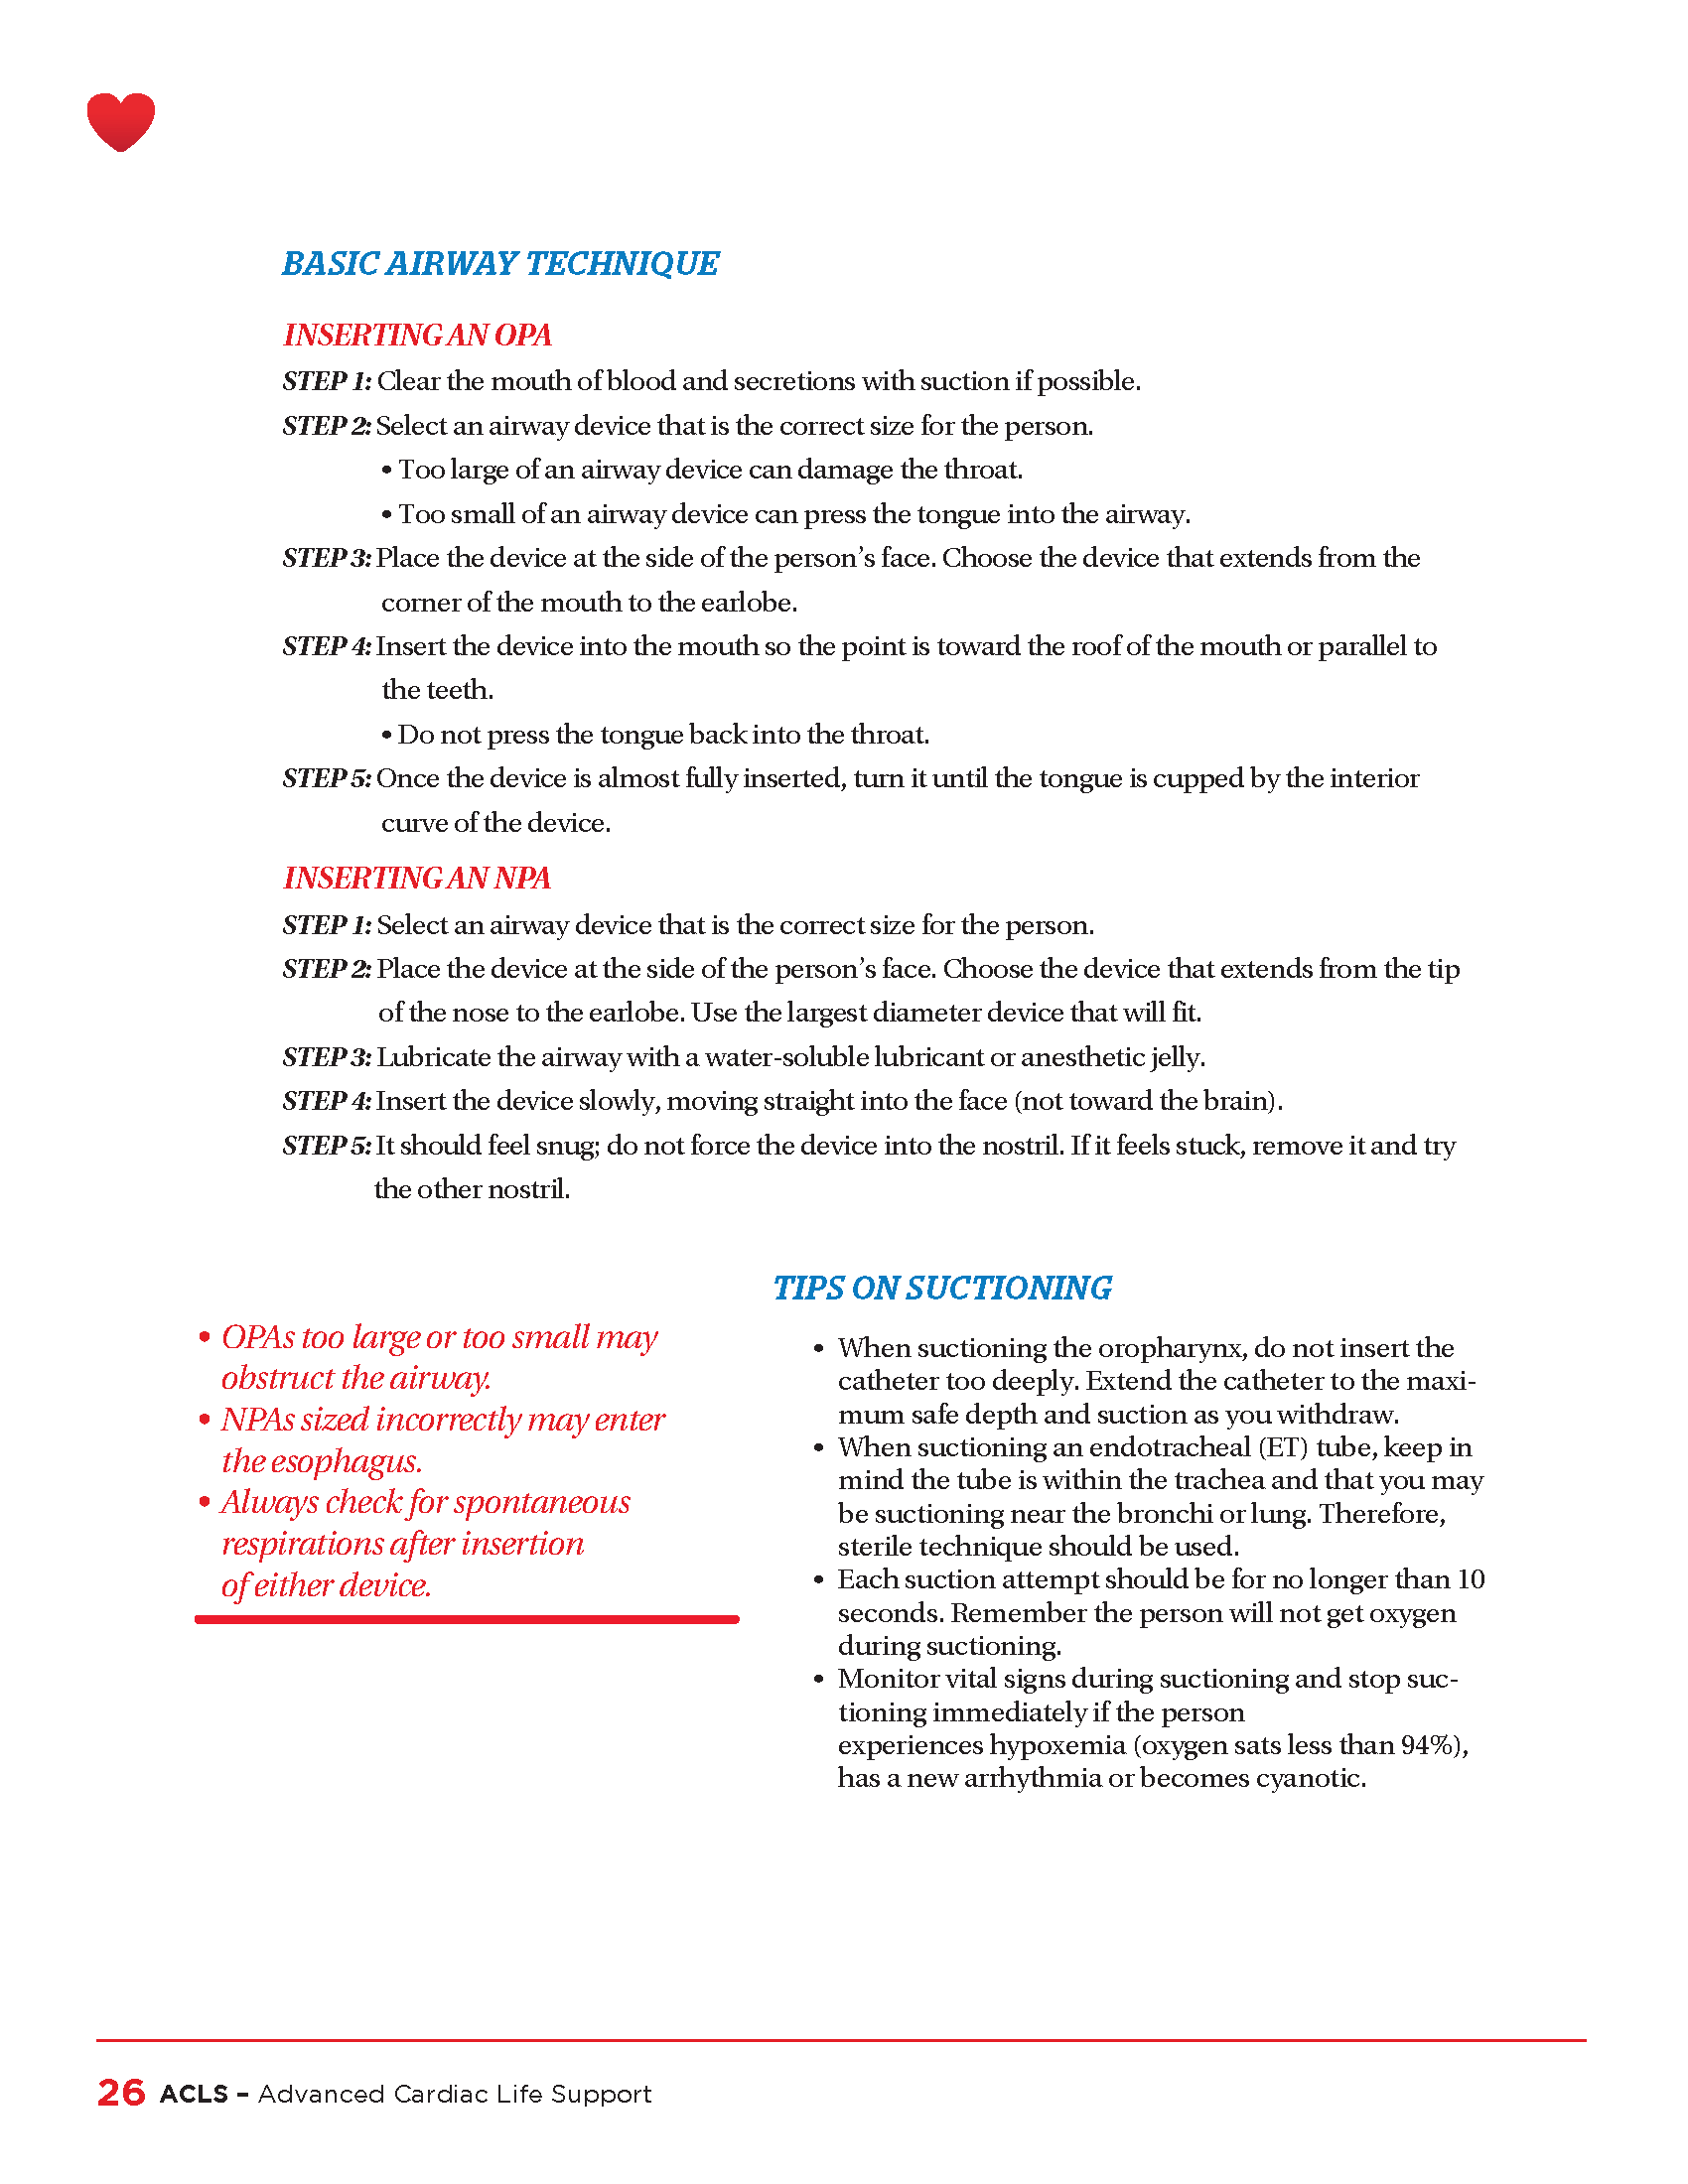 BASIC AIRWAY TECHNIQUE
INSERTING AN OPA
STEP 1: Clear the mouth of blood and secretions with suction if possible.
STEP 2: Select an airway device that is the correct size for the person.
• Too large of an airway device can damage the throat.
• Too small of an airway device can press the tongue into the airway.
STEP 3: Place the device at the side of the person’s face. Choose the device that extends from the
corner of the mouth to the earlobe.
STEP 4: Insert the device into the mouth so the point is toward the roof of the mouth or parallel to
the teeth.
• Do not press the tongue back into the throat.
STEP 5: Once the device is almost fully inserted, turn it until the tongue is cupped by the interior
curve of the device.
INSERTING AN NPA
STEP 1: Select an airway device that is the correct size for the person.
STEP 2: Place the device at the side of the person’s face. Choose the device that extends from the tip
of the nose to the earlobe. Use the largest diameter device that will fit.
STEP 3: Lubricate the airway with a water-soluble lubricant or anesthetic jelly.
STEP 4: Insert the device slowly, moving straight into the face (not toward the brain).
STEP 5: It should feel snug; do not force the device into the nostril. If it feels stuck, remove it and try
the other nostril.
• OPAs too large or too small may
obstruct the airway.
• NPAs sized incorrectly may enter
the esophagus.
• Always check for spontaneous
respirations after insertion
of either device.
TIPS ON SUCTIONING
• When suctioning the oropharynx, do not insert the
catheter too deeply. Extend the catheter to the maxi-
mum safe depth and suction as you withdraw.
• When suctioning an endotracheal (ET) tube, keep in
mind the tube is within the trachea and that you may
be suctioning near the bronchi or lung. Therefore,
sterile technique should be used.
• Each suction attempt should be for no longer than 10
seconds. Remember the person will not get oxygen
during suctioning.
• Monitor vital signs during suctioning and stop suc-
tioning immediately if the person
experiences hypoxemia (oxygen sats less than 94%),
has a new arrhythmia or becomes cyanotic.
26 ACLS – Advanced Cardiac Life Support